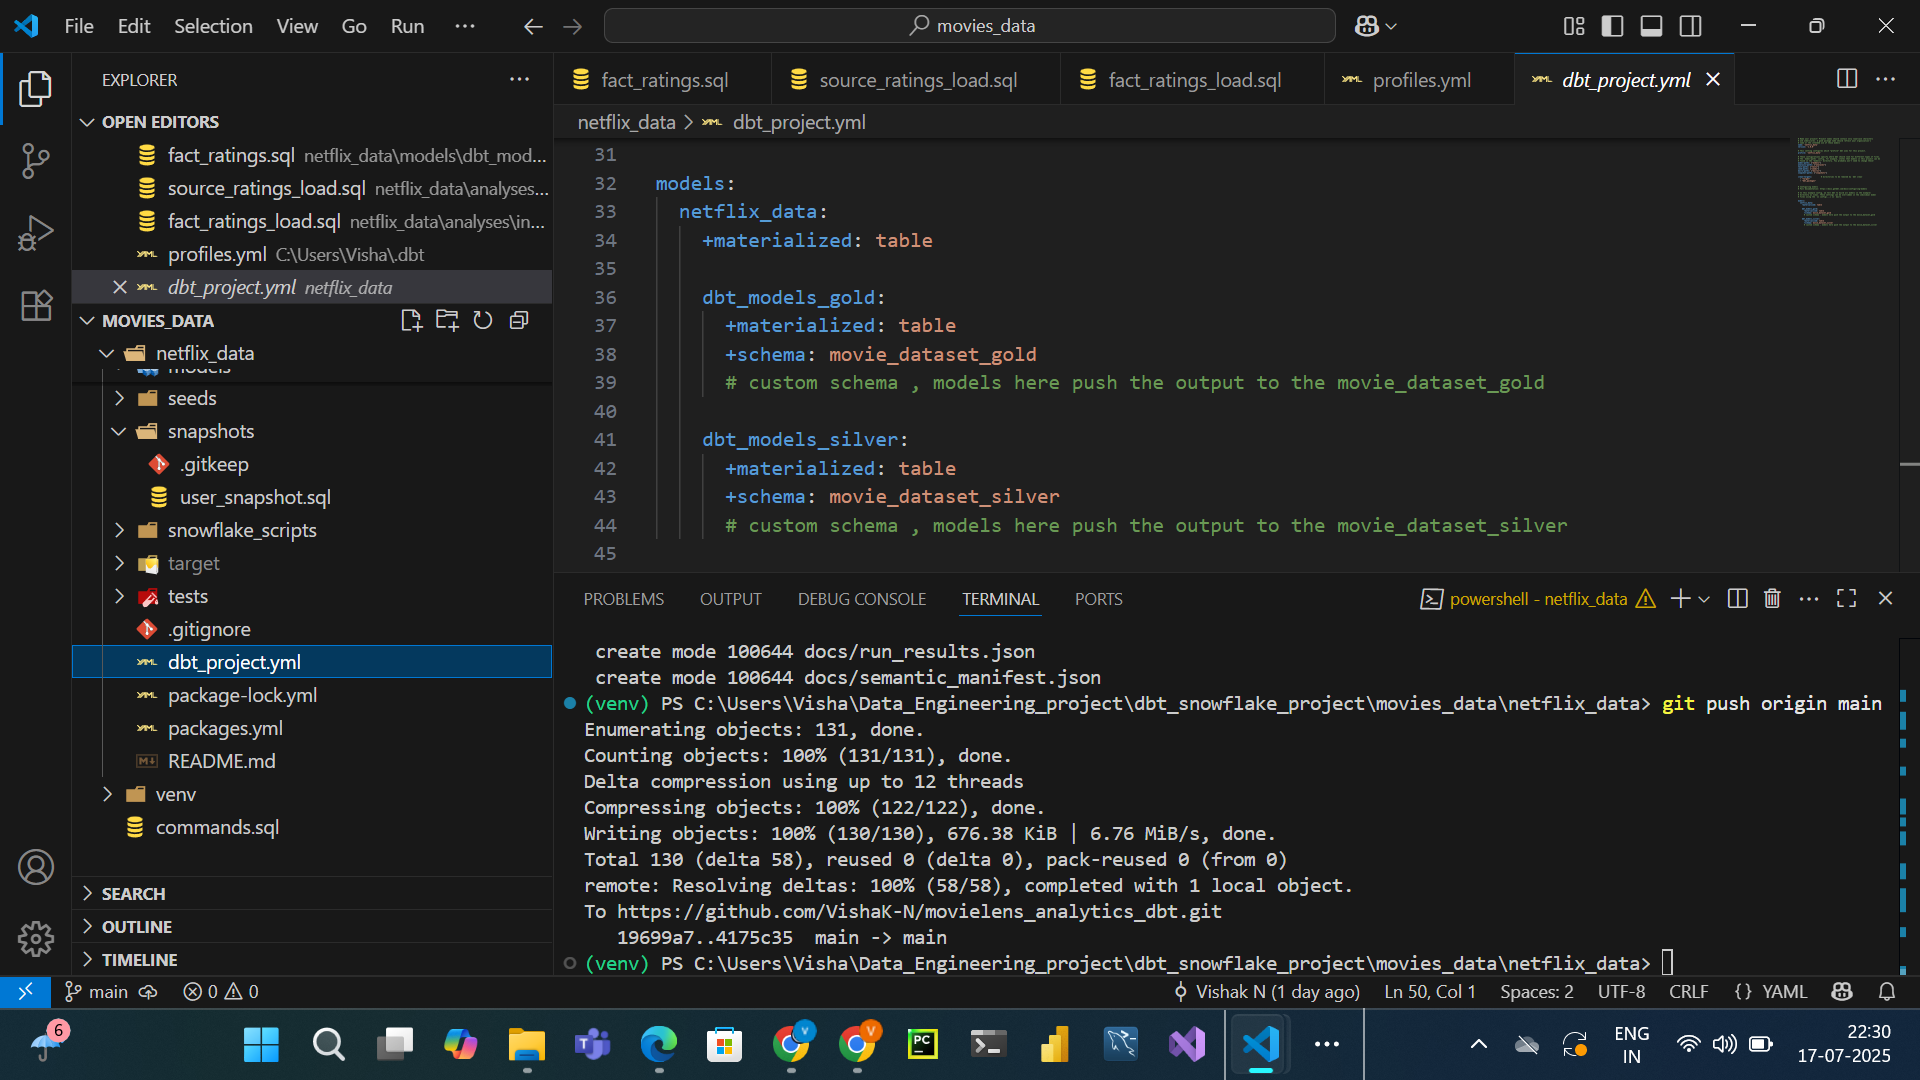 File Edit Selection View Go Run ··· movies_data
EXPLORER
OPEN EDITORS
fact_ratings.sql netflix_data\models\dbt_mod...
source_ratings_load.sql netflix_data\analyses...
fact_ratings_load.sql netflix_data\analyses\in...
profiles.yml C:\Users\Visha\.dbt
dbt_project.yml netflix_data
MOVIES_DATA
netflix_data
models
seeds
snapshots
.gitkeep
user_snapshot.sql
snowflake_scripts
target
tests
.gitignore
dbt_project.yml
package-lock.yml
packages.yml
README.md
venv
commands.sql
SEARCH
OUTLINE
TIMELINE
fact_ratings.sql source_ratings_load.sql fact_ratings_load.sql profiles.yml dbt_project.yml
netflix_data > dbt_project.yml
31
32 models:
33 netflix_data:
34 +materialized: table
35
36 dbt_models_gold:
37 +materialized: table
38 +schema: movie_dataset_gold
39 # custom schema , models here push the output to the movie_dataset_gold
40
41 dbt_models_silver:
42 +materialized: table
43 +schema: movie_dataset_silver
44 # custom schema , models here push the output to the movie_dataset_silver
45
PROBLEMS OUTPUT DEBUG CONSOLE TERMINAL PORTS powershell - netflix_data
create mode 100644 docs/run_results.json
create mode 100644 docs/semantic_manifest.json
(venv) PS C:\Users\Visha\Data_Engineering_project\dbt_snowflake_project\movies_data\netflix_data> git push origin main
Enumerating objects: 131, done.
Counting objects: 100% (131/131), done.
Delta compression using up to 12 threads
Compressing objects: 100% (122/122), done.
Writing objects: 100% (130/130), 676.38 KiB | 6.76 MiB/s, done.
Total 130 (delta 58), reused 0 (delta 0), pack-reused 0 (from 0)
remote: Resolving deltas: 100% (58/58), completed with 1 local object.
To https://github.com/VishaK-N/movielens_analytics_dbt.git
19699a7..4175c35 main -> main
(venv) PS C:\Users\Visha\Data_Engineering_project\dbt_snowflake_project\movies_data\netflix_data>
main 0 0 Vishak N (1 day ago) Ln 50, Col 1 Spaces: 2 UTF-8 CRLF {} YAML
6 ENG IN 22:30 17-07-2025